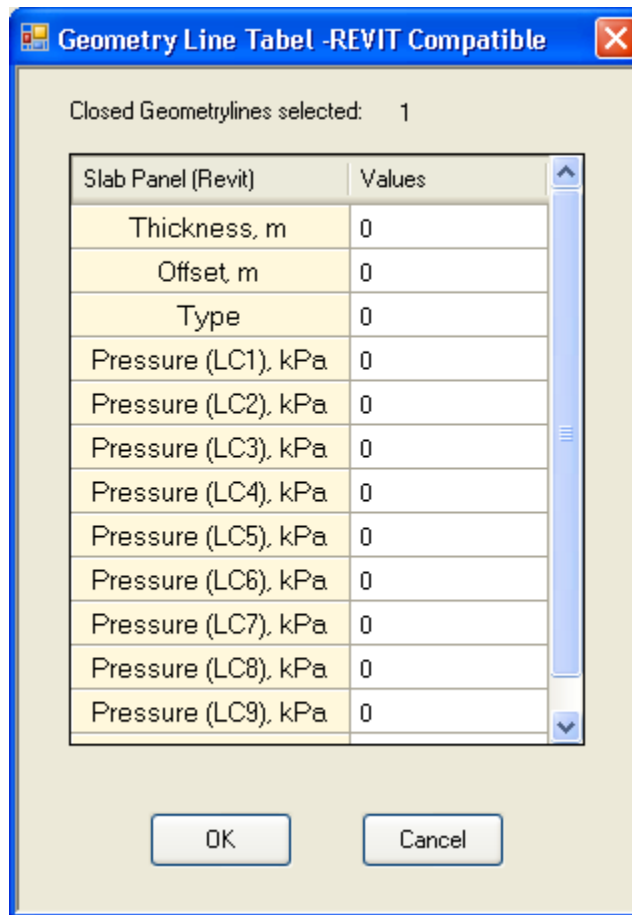 Geometry Line Tabel -REVIT Compatible
Closed Geometrylines selected: 1
Slab Panel (Revit) Values
Thickness, m 0
Offset, m 0
Type 0
Pressure (LC1), kPa 0
Pressure (LC2), kPa 0
Pressure (LC3), kPa 0
Pressure (LC4), kPa 0
Pressure (LC5), kPa 0
Pressure (LC6), kPa 0
Pressure (LC7), kPa 0
Pressure (LC8), kPa 0
Pressure (LC9), kPa 0
OK Cancel